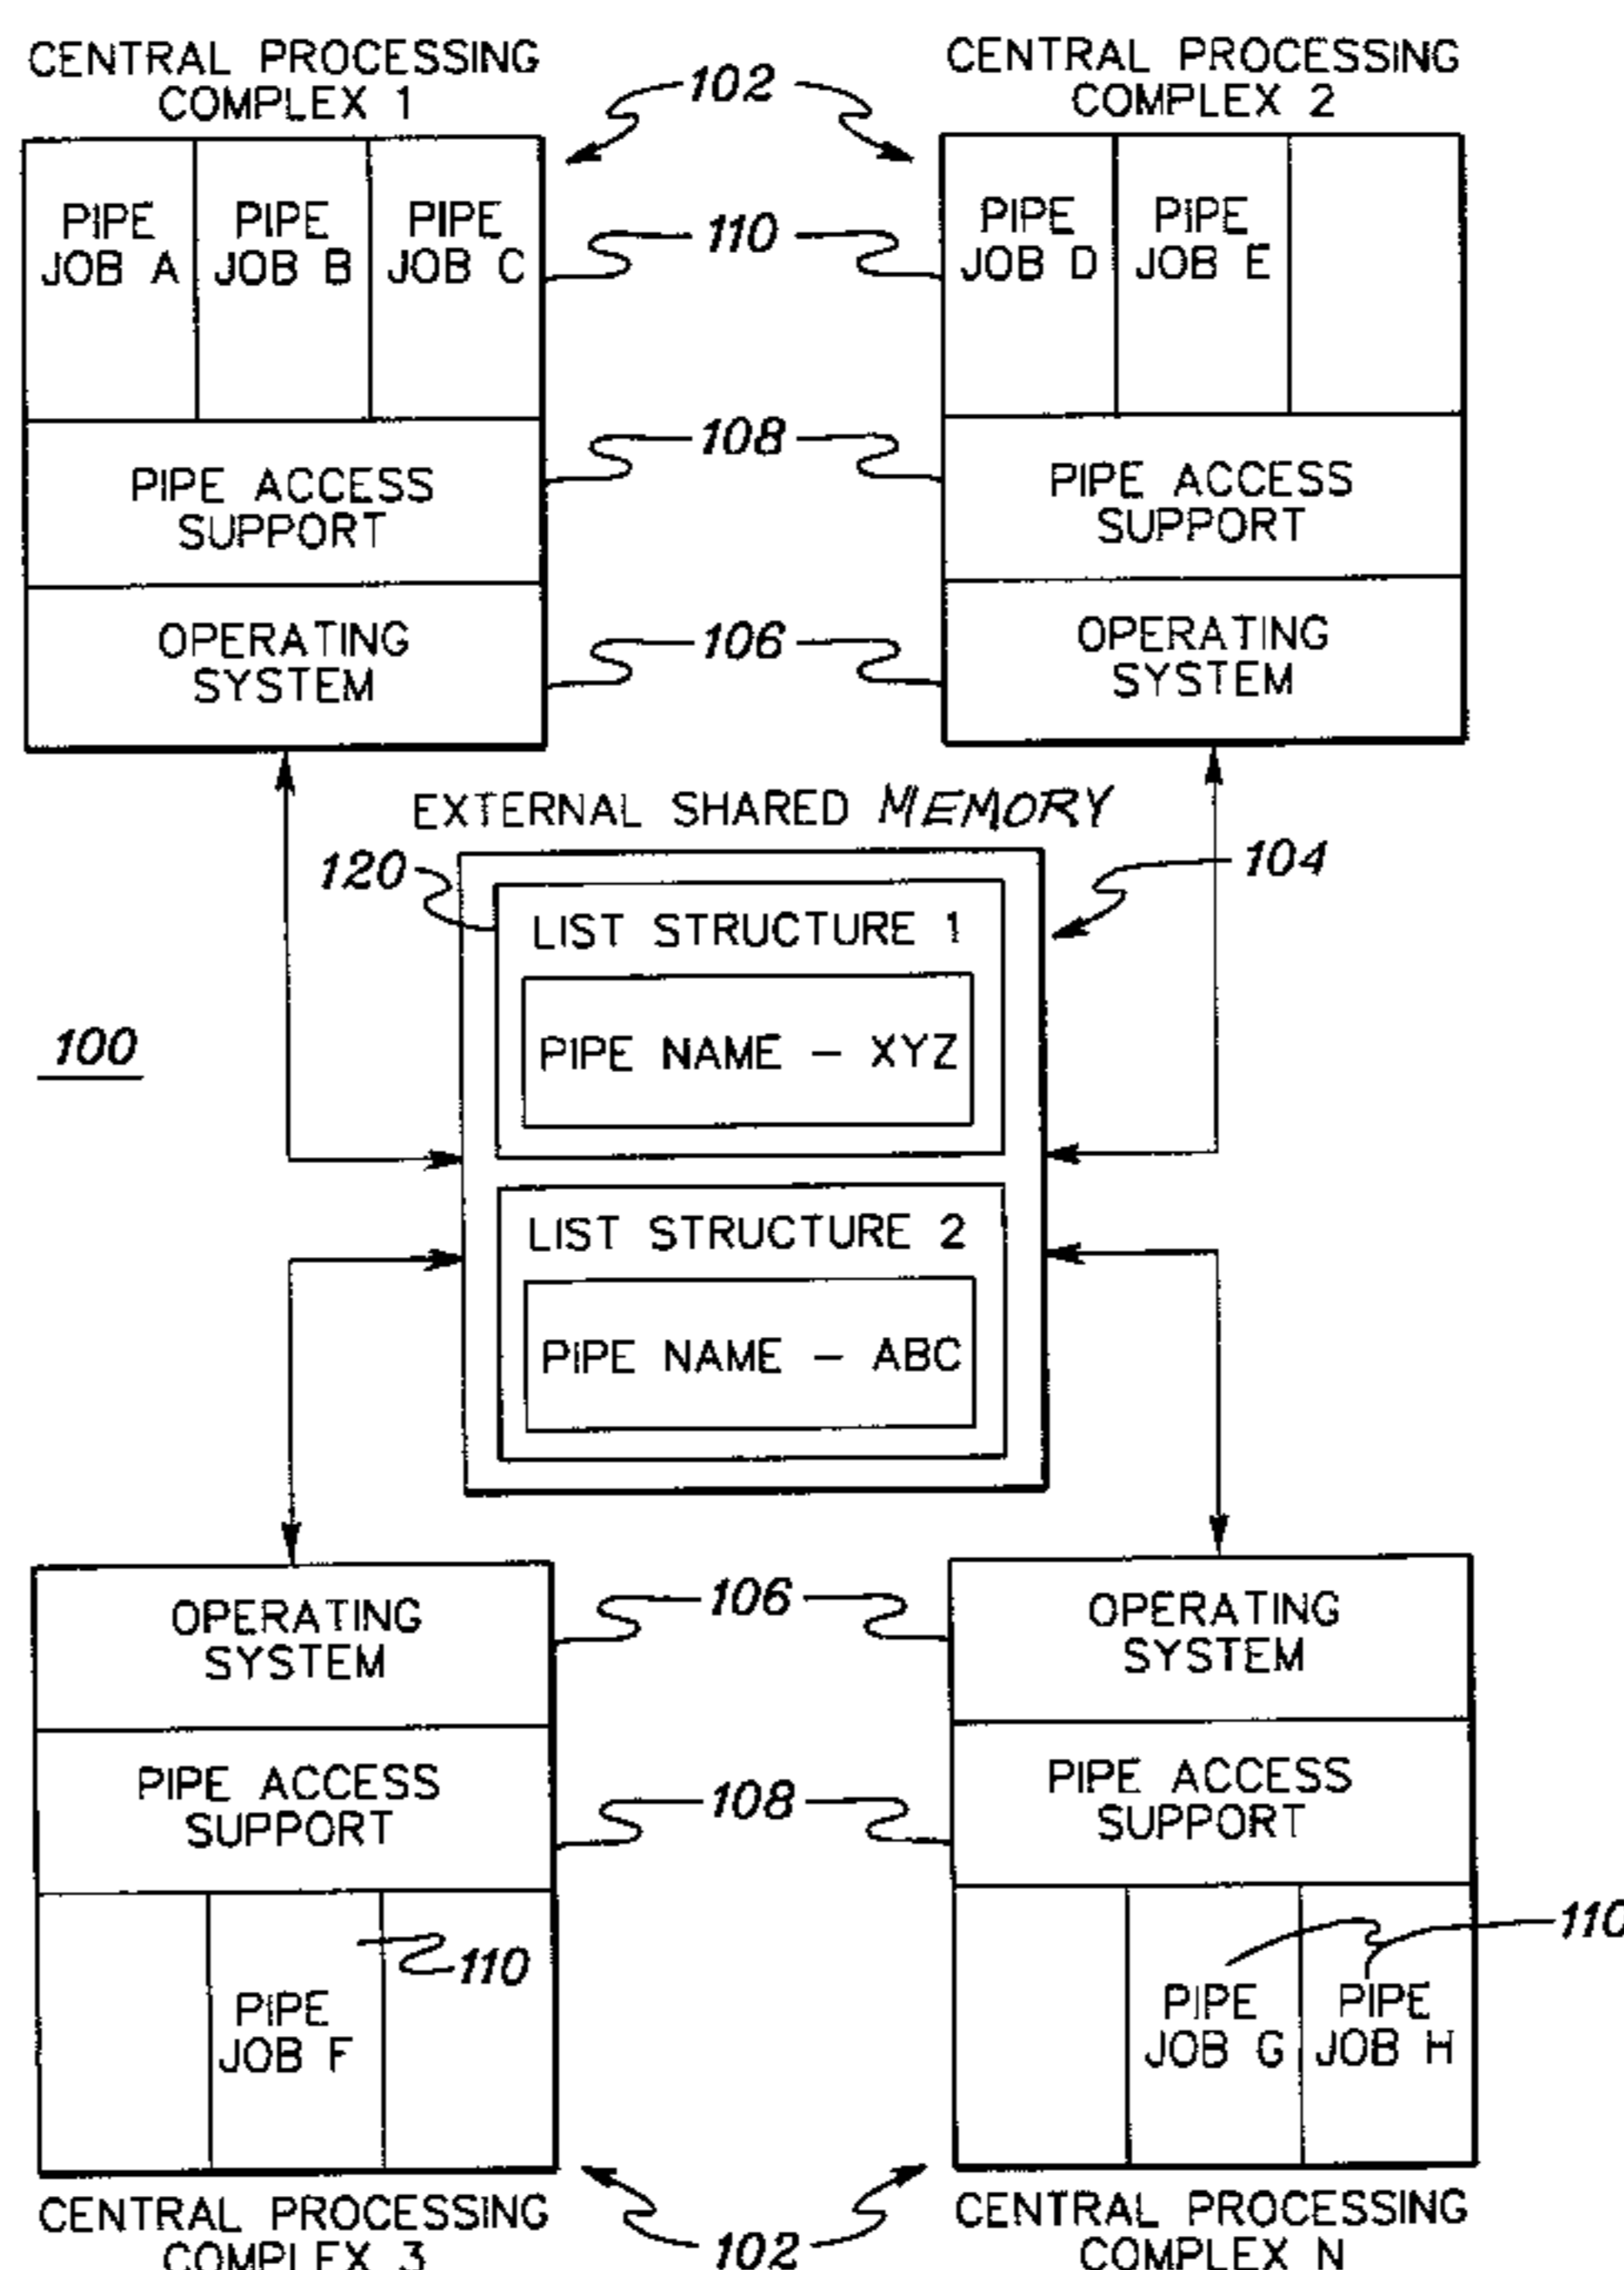 CENTRAL PROCESSING
COMPLEX 1
102
CENTRAL PROCESSING
COMPLEX 2
PIPE
JOB A
PIPE
JOB B
PIPE
JOB C
110
PIPE
JOB D
PIPE
JOB E
PIPE ACCESS
SUPPORT
108
PIPE ACCESS
SUPPORT
OPERATING
SYSTEM
106
OPERATING
SYSTEM
EXTERNAL SHARED MEMORY
120
104
LIST STRUCTURE 1
PIPE NAME – XYZ
100
LIST STRUCTURE 2
PIPE NAME – ABC
OPERATING
SYSTEM
106
OPERATING
SYSTEM
PIPE ACCESS
SUPPORT
108
PIPE ACCESS
SUPPORT
110
PIPE
JOB F
110
PIPE
JOB G
PIPE
JOB H
CENTRAL PROCESSING
COMPLEX 3
102
CENTRAL PROCESSING
COMPLEX N